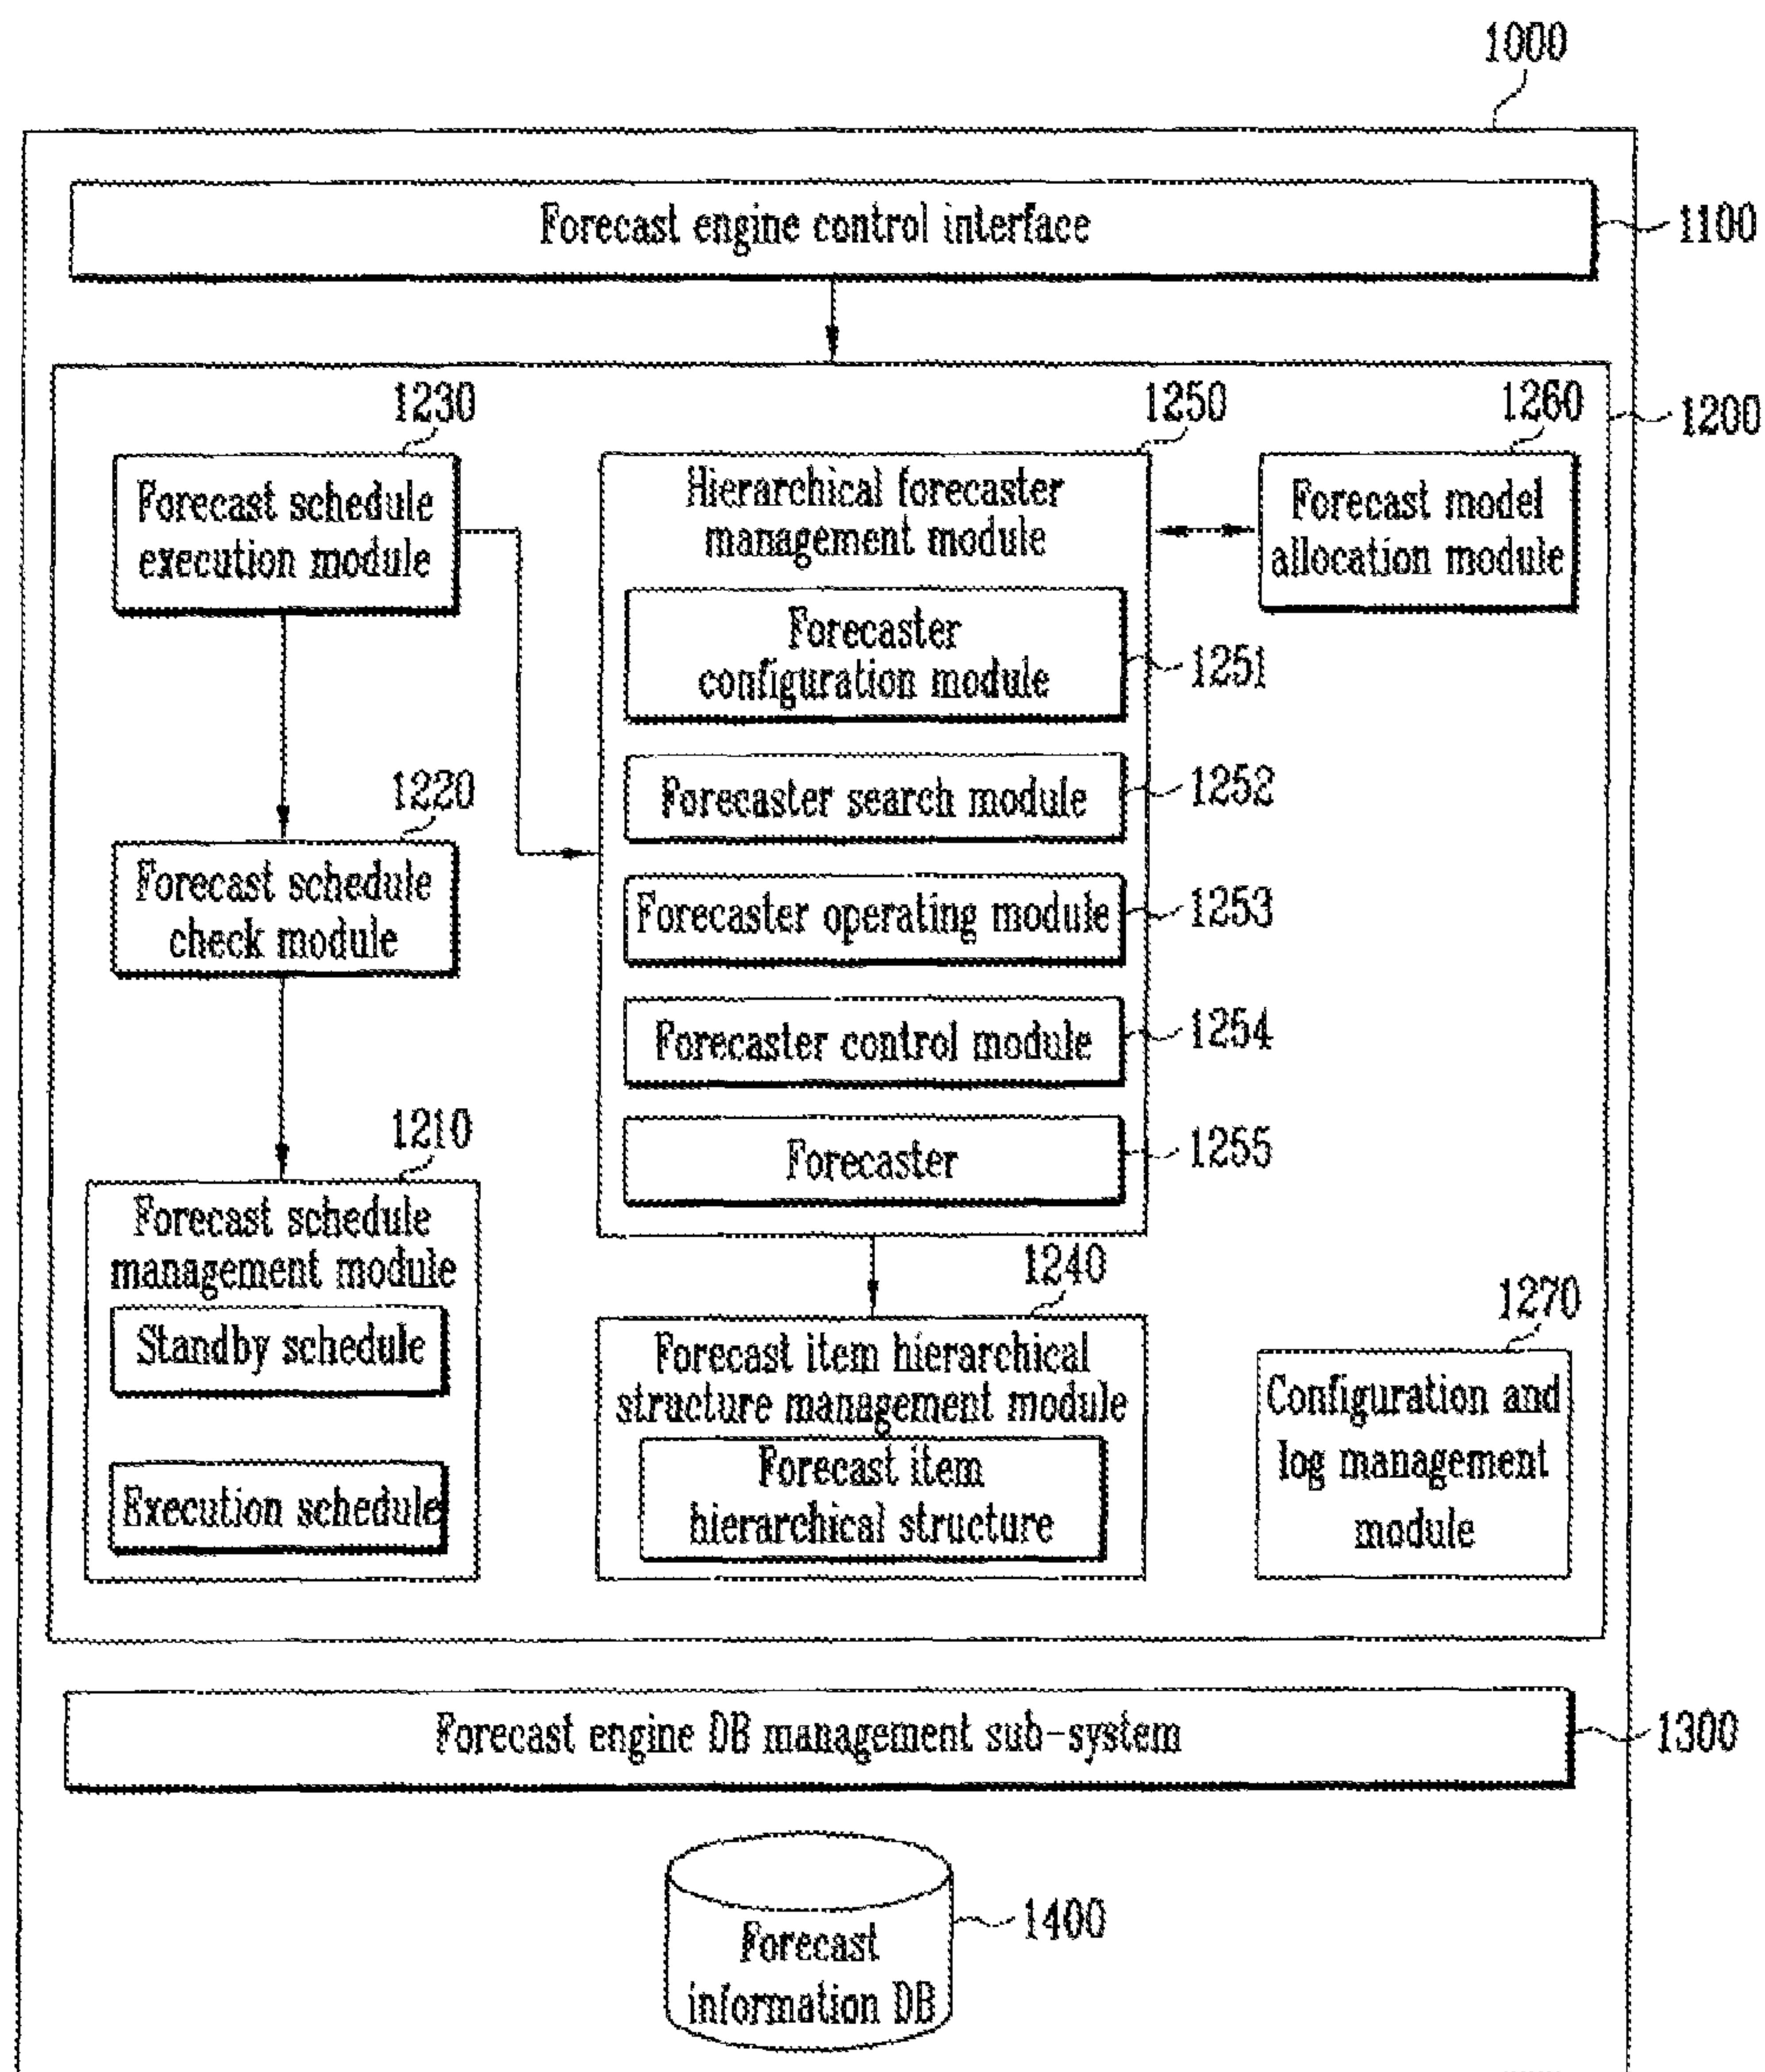 1000
Forecast engine control interface
1100
1200
1230
Forecast schedule
execution module
1250
Hierarchical forecaster
management module
1260
Forecast model
allocation module
Forecaster
configuration module
1251
Forecaster search module
1252
Forecaster operating module
1253
Forecaster control module
1254
Forecaster
1255
1220
Forecast schedule
check module
1210
Forecast schedule
management module
Standby schedule
Execution schedule
1240
Forecast item hierarchical
structure management module
Forecast item
hierarchical structure
1270
Configuration and
log management
module
Forecast engine DB management sub-system
1300
Forecast
information DB
1400